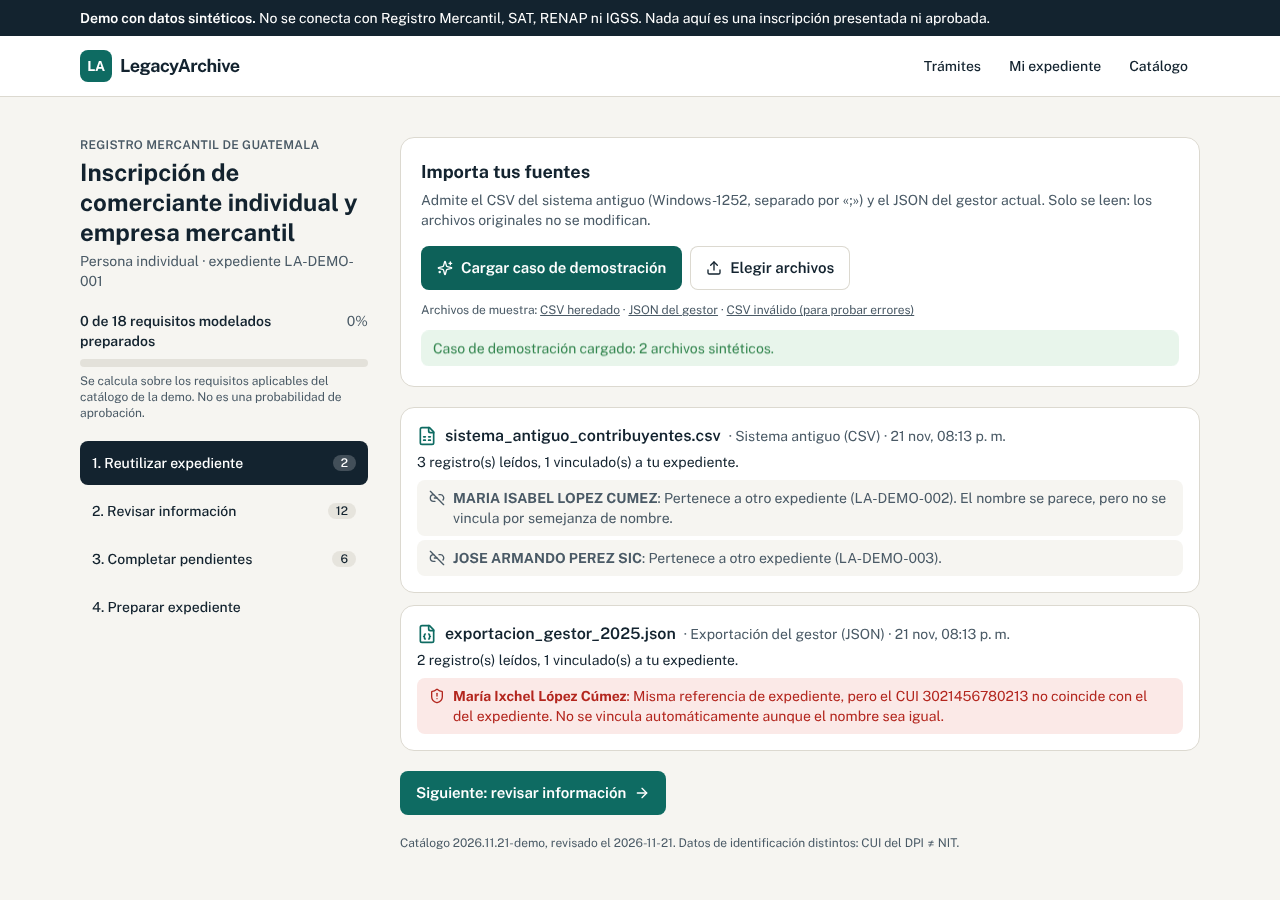 Demo con datos sintéticos. No se conecta con Registro Mercantil, SAT, RENAP ni IGSS. Nada aquí es una inscripción presentada ni aprobada.
LA LegacyArchive
Trámites Mi expediente Catálogo
REGISTRO MERCANTIL DE GUATEMALA
Inscripción de
comerciante individual y
empresa mercantil
Persona individual · expediente LA-DEMO-
001
0 de 18 requisitos modelados
preparados
0%
Se calcula sobre los requisitos aplicables del
catálogo de la demo. No es una probabilidad de
aprobación.
1. Reutilizar expediente 2
2. Revisar información 12
3. Completar pendientes 6
4. Preparar expediente
Importa tus fuentes
Admite el CSV del sistema antiguo (Windows-1252, separado por «;») y el JSON del gestor actual. Solo se leen: los
archivos originales no se modifican.
Cargar caso de demostración
Elegir archivos
Archivos de muestra: CSV heredado · JSON del gestor · CSV inválido (para probar errores)
Caso de demostración cargado: 2 archivos sintéticos.
sistema_antiguo_contribuyentes.csv · Sistema antiguo (CSV) · 21 nov, 08:13 p. m.
3 registro(s) leídos, 1 vinculado(s) a tu expediente.
MARIA ISABEL LOPEZ CUMEZ: Pertenece a otro expediente (LA-DEMO-002). El nombre se parece, pero no se
vincula por semejanza de nombre.
JOSE ARMANDO PEREZ SIC: Pertenece a otro expediente (LA-DEMO-003).
exportacion_gestor_2025.json · Exportación del gestor (JSON) · 21 nov, 08:13 p. m.
2 registro(s) leídos, 1 vinculado(s) a tu expediente.
María Ixchel López Cúmez: Misma referencia de expediente, pero el CUI 3021456780213 no coincide con el
del expediente. No se vincula automáticamente aunque el nombre sea igual.
Siguiente: revisar información →
Catálogo 2026.11.21-demo, revisado el 2026-11-21. Datos de identificación distintos: CUI del DPI ≠ NIT.